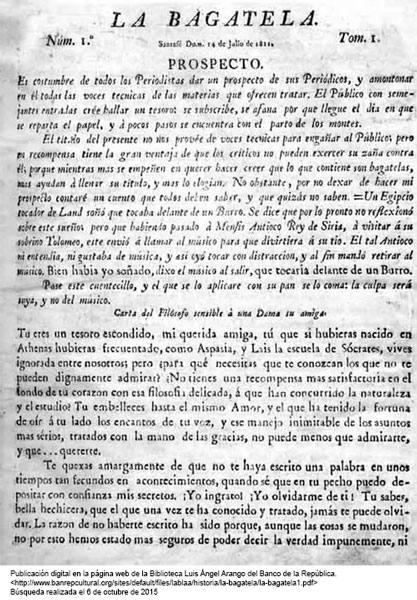 LA BAGATELA.
Núm. 1.º Santafé Dom. 14 de Julio de 1811. Tom. 1.
PROSPECTO.
Es costumbre de todos los Periodistas dar un prospecto de sus Periódicos, y amontonar
en él todas las voces tecnicas de las materias que ofrecen tratar. El Público con seme-
jantes entradas cree hallar un tesoro: se subscribe, se afana por que llegue el dia en que
se reparta el papel, y à pocos pasos se encuentra con el parto de los montes.
El titulo del presente no nos provée de voces tecnicas para engañar al Público; pero
en recompensa tiene la gran ventaja de que los criticos no pueden exercer su zaña contra
él; porque mientras mas se empeñen en querer hacer creer que lo que contiene son bagatelas,
mas ayudan à llenar su titulo, y mas lo elogian. No obstante, por no dexar de hacer mi
prospecto contaré un cuento que todos deben saber, y que quizás no saben. =Un Egipcio
tocador de Laud soñó que tocaba delante de un Burro. Se dice que por lo pronto no reflexionó
sobre este sueño; pero que habiendo pasado à Menfis Antioco Rey de Siria, à visitar á su
sobrino Tolomeo, este envió à llamar al músico para que divirtiera á su tio. El tal Antioco
ni entendia, ni gustaba de música, y asi oyó tocar con distraccion, y al fin mandó retirar al
músico. Bien habia yo soñado, dixo el músico al salir, que tocaria delante de un Burro.
Pase este cuentecillo, y el que se lo aplicare con su pan se lo coma: la culpa será
suya, y no del músico.
Carta del Filósofo sensible à una Dama su amiga.
Tu eres un tesoro escondido, mi querida amiga, tú que si hubieras nacido en
Athenas hubieras frecuentado, como Aspasia, y Lais la escuela de Sócrates, vives
ignorada entre nosotros; pero ¿para qué necesitas que te conozcan los que no te
pueden dignamente admirar? ¿No tienes una recompensa mas satisfactoria en el
fondo de tu corazon con esa filosofia delicada, á que han concurrido la naturaleza
y el estudio? Tu embelleces hasta el mismo Amor, y el que ha tenido la fortuna
de oír á tu lado los encantos de tu voz, y ese manejo inimitable de los asuntos
mas sérios, tratados con la mano de las gracias, no puede menos que admirarte,
y que... quererte.
Te quexas amargamente de que no te haya escrito una palabra en unos
tiempos tan fecundos en acontecimientos, quando sé que en tu pecho puedo de-
positar con confianza mis secretos. ¡Yo ingrato! ¡Yo olvidarme de ti! Tu sabes,
bella hechicera, que el que una vez te ha conocido y tratado, jamás te puede olvi-
dar. La razon de no haberte escrito ha sido porque, aunque las cosas se mudaron,
no por esto hemos estado mas seguros de poder decir la verdad impunemente, y de
Publicación digital en la página web de la Biblioteca Luis Ángel Arango del Banco de la República.
<http://www.banrepcultural.org/sites/default/files/lablaa/historia/la-bagatela/la-bagatela1.pdf>
Búsqueda realizada el 6 de octubre de 2015